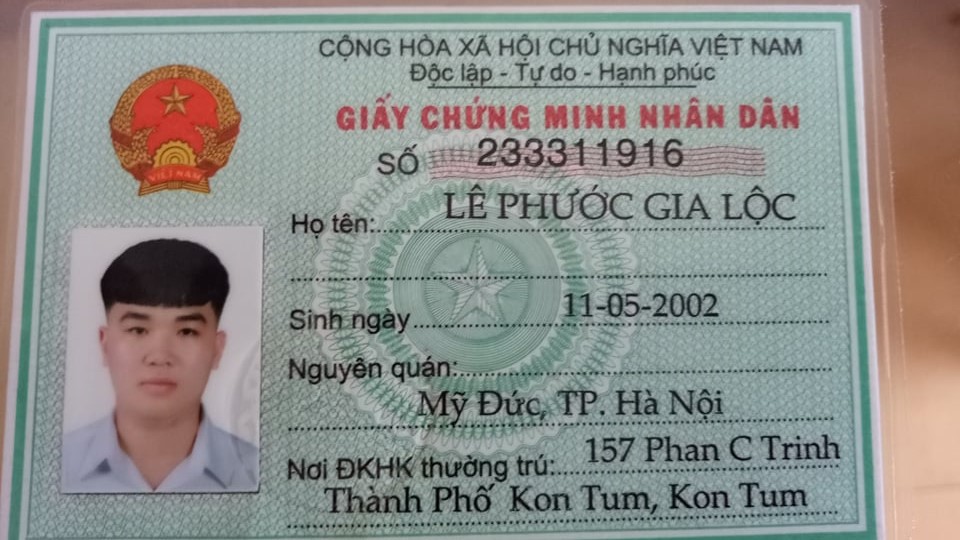 CỘNG HÒA XÃ HỘI CHỦ NGHĨA VIỆT NAM
Độc lập - Tự do - Hạnh phúc
GIẤY CHỨNG MINH NHÂN DÂN
SỐ 233311916
VIỆT NAM
Họ tên: LÊ PHƯỚC GIA LỘC
Sinh ngày 11-05-2002
Nguyên quán:
Mỹ Đức, TP. Hà Nội
Nơi ĐKHK thường trú: 157 Phan C Trinh
Thành Phố Kon Tum, Kon Tum